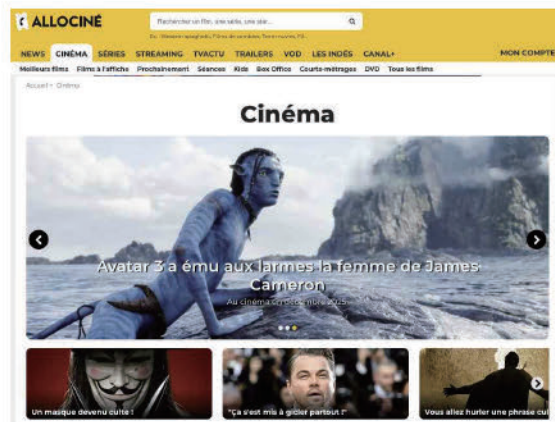 ALLOCINÉ
Rechercher un film, une série, une star...
NEWS CINÉMA SÉRIES STREAMING TVACTU TRAILERS VOD LES INDÉS CANAL+ MON COMPTE
Meilleurs films Films à l'affiche Prochainement Séances Kids Box Office Courts-métrages DVD Tous les films
Accueil > Cinéma
Cinéma
Avatar 3 a ému aux larmes la femme de James
Cameron
Au cinéma en décembre 2025
Un masque devenu culte !
"Ça s'est mis à gicler partout !"
Vous allez hurler une phrase cul